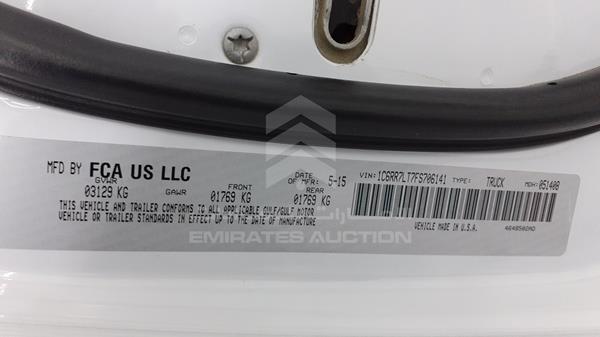 MFD BY FCA US LLC
DATE OF MFR: 5-15
VIN: 1C6RR7LT7FS706141 TYPE: TRUCK MDH: 051408
GVWR 03129 KG
GAWR
FRONT 01769 KG
REAR 01769 KG
THIS VEHICLE AND TRAILER CONFORMS TO ALL APPLICABLE GULF/GULF MOTOR
VEHICLE OR TRAILER STANDARDS IN EFFECT UP TO THE DATE OF MANUFACTURE
VEHICLE MADE IN U.S.A.
EMIRATES AUCTION